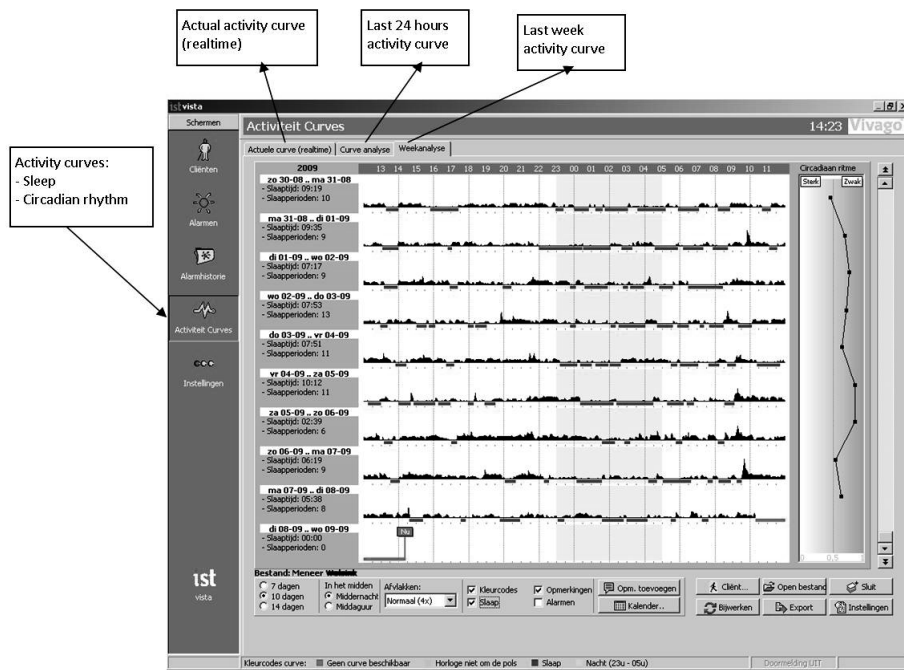 Actual activity curve
(realtime)
Last 24 hours
activity curve
Last week
activity curve
Activity curves:
- Sleep
- Circadian rhythm
ist vista
Schermen
Activiteit Curves
14:23 Vivago
Cliënten
Alarmen
Alarmhistorie
Activiteit Curves
Instellingen
ist
vista
Actuele curve (realtime) Curve analyse Weekanalyse
2009 13 14 15 16 17 18 19 20 21 22 23 00 01 02 03 04 05 06 07 08 09 10 11
Circadiaan ritme
Sterk Zwak
zo 30-08 .. ma 31-08
- Slaaptijd: 09:19
- Slaapperioden: 10
ma 31-08 .. di 01-09
- Slaaptijd: 09:35
- Slaapperioden: 9
di 01-09 .. wo 02-09
- Slaaptijd: 07:17
- Slaapperioden: 9
wo 02-09 .. do 03-09
- Slaaptijd: 07:53
- Slaapperioden: 13
do 03-09 .. vr 04-09
- Slaaptijd: 07:51
- Slaapperioden: 11
vr 04-09 .. za 05-09
- Slaaptijd: 10:12
- Slaapperioden: 11
za 05-09 .. zo 06-09
- Slaaptijd: 02:39
- Slaapperioden: 6
zo 06-09 .. ma 07-09
- Slaaptijd: 06:19
- Slaapperioden: 9
ma 07-09 .. di 08-09
- Slaaptijd: 05:38
- Slaapperioden: 8
di 08-09 .. wo 09-09
- Slaaptijd: 00:00
- Slaapperioden: 0
Nu
0 0.5 1
Bestand: Meneer
7 dagen
10 dagen
14 dagen
In het midden
Middernacht
Middaguur
Afvlakken:
Normaal (4x)
Kleurcodes
Slaap
Opmerkingen
Alarmen
Opm. toevoegen
Kalender..
Cliënt... Open bestand Sluit
Bijwerken Export Instellingen
Kleurcodes curve: Geen curve beschikbaar Horloge niet om de pols Slaap Nacht (23u - 05u) Doormelding UIT